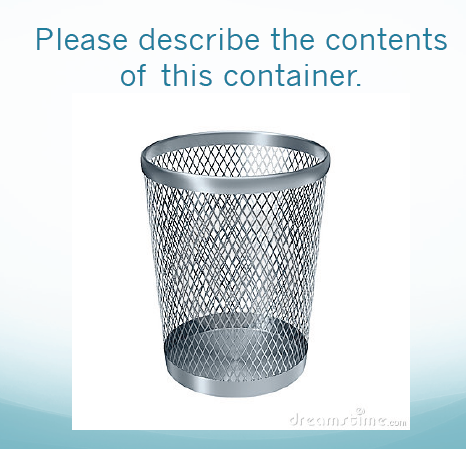 Please describe the contents
of this container.
dreamstime.com